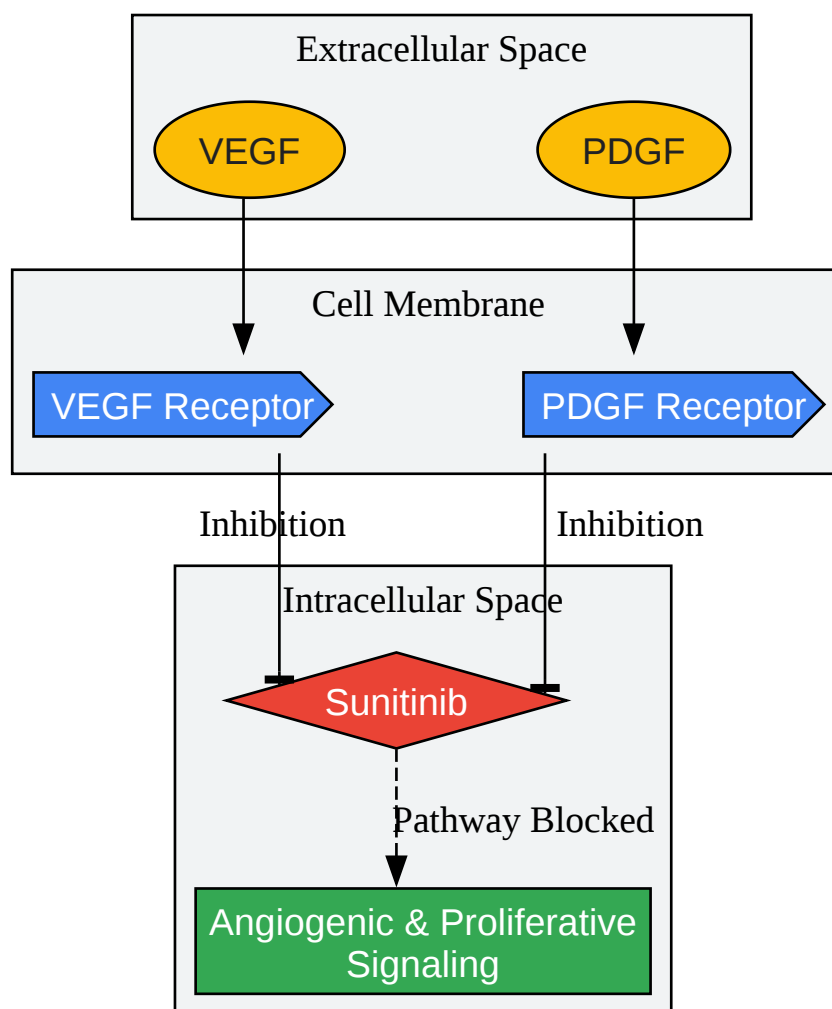 Extracellular Space
VEGF
PDGF
Cell Membrane
VEGF Receptor
PDGF Receptor
Inhibition
Inhibition
Intracellular Space
Sunitinib
Pathway Blocked
Angiogenic & Proliferative
Signaling